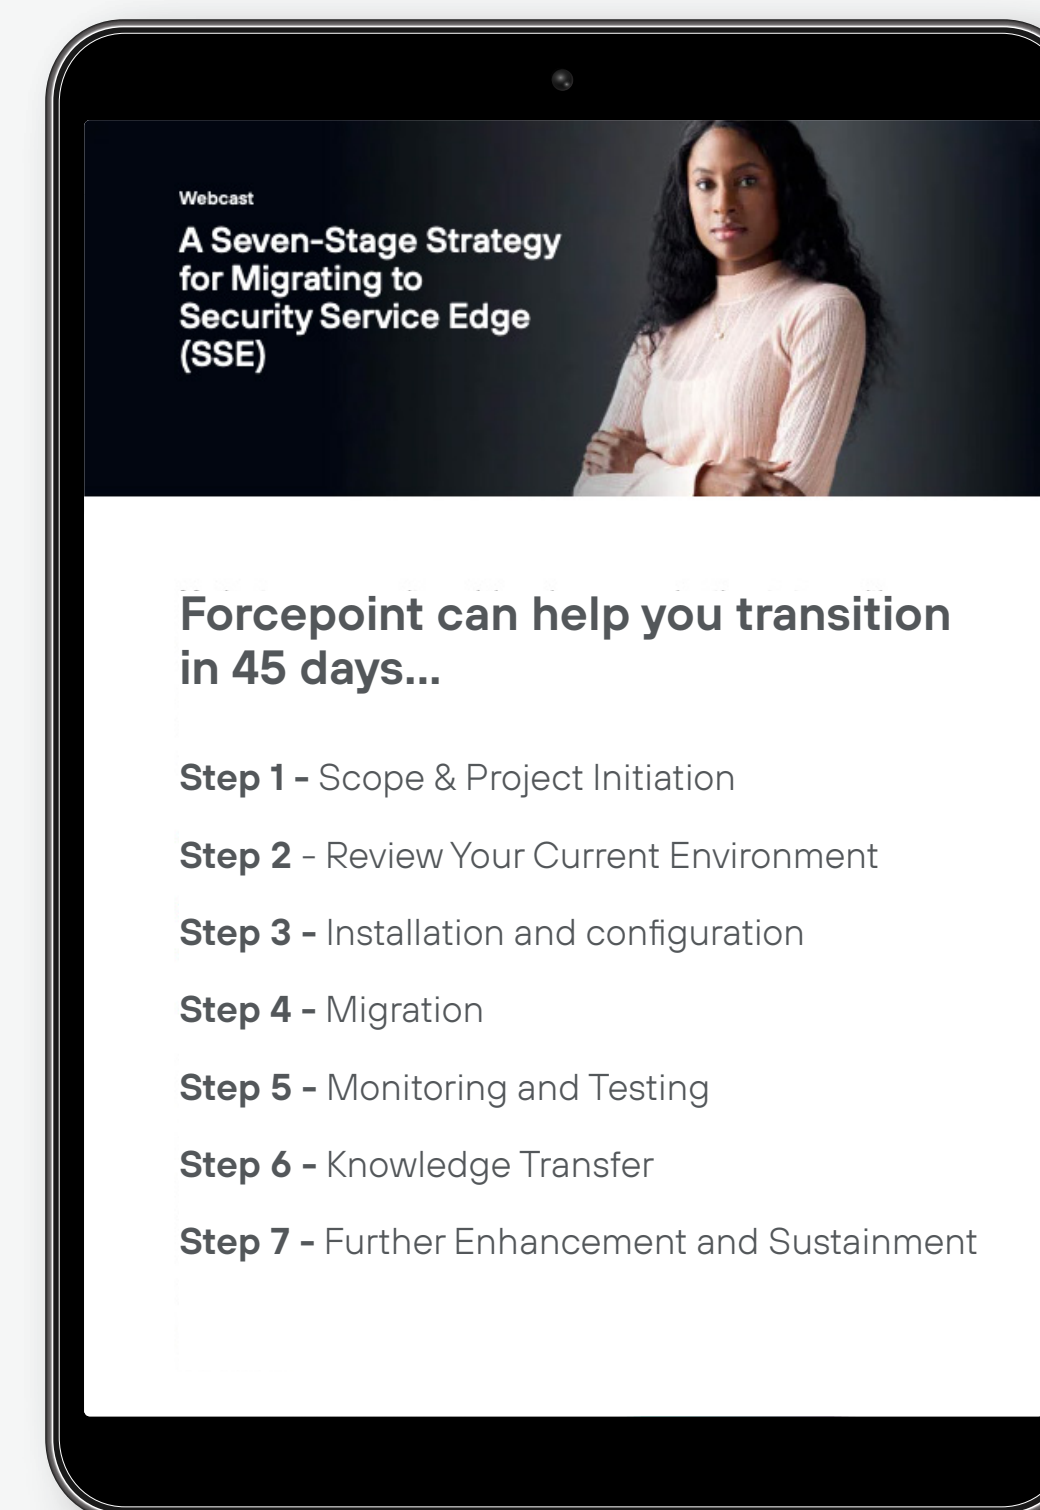 Webcast
A Seven-Stage Strategy
for Migrating to
Security Service Edge
(SSE)
Forcepoint can help you transition
in 45 days...
Step 1 - Scope & Project Initiation
Step 2 - Review Your Current Environment
Step 3 - Installation and configuration
Step 4 - Migration
Step 5 - Monitoring and Testing
Step 6 - Knowledge Transfer
Step 7 - Further Enhancement and Sustainment